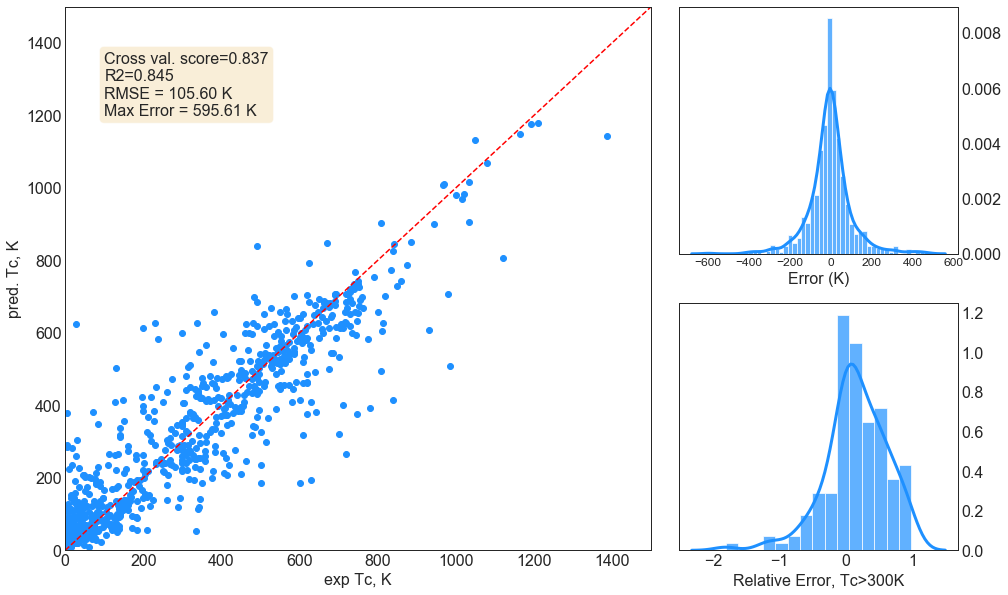 1400
1200
1000
800
600
400
200
0
pred. Tc, K
Cross val. score=0.837
R2=0.845
RMSE = 105.60 K
Max Error = 595.61 K
0 200 400 600 800 1000 1200 1400
exp Tc, K
0.008
0.006
0.004
0.002
0.000
−600 −400 −200 0 200 400 600
Error (K)
1.2
1.0
0.8
0.6
0.4
0.2
0.0
−2 −1 0 1
Relative Error, Tc>300K